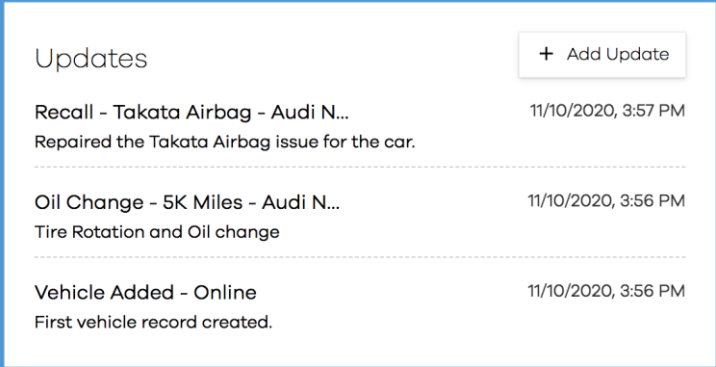 Updates
+ Add Update
Recall - Takata Airbag - Audi N...
11/10/2020, 3:57 PM
Repaired the Takata Airbag issue for the car.
Oil Change - 5K Miles - Audi N...
11/10/2020, 3:56 PM
Tire Rotation and Oil change
Vehicle Added - Online
11/10/2020, 3:56 PM
First vehicle record created.